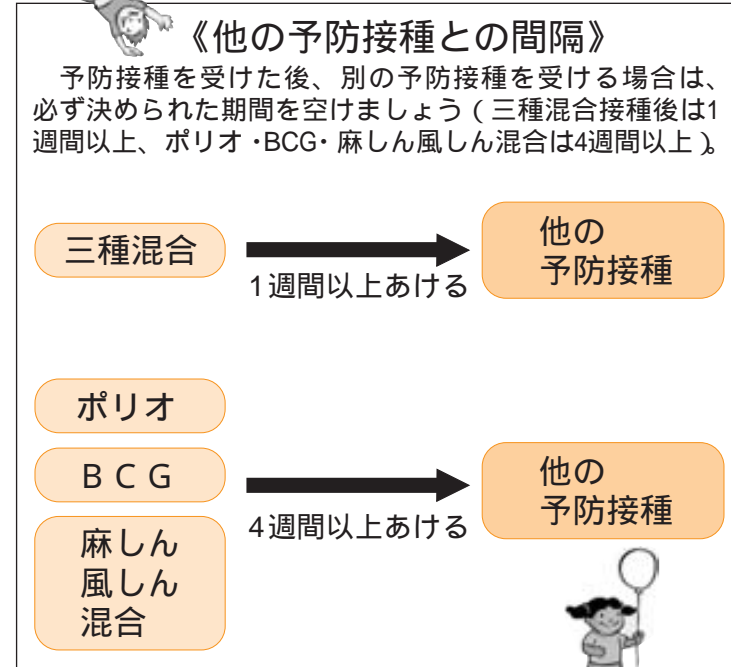 《他の予防接種との間隔》
予防接種を受けた後、別の予防接種を受ける場合は、
必ず決められた期間を空けましょう(三種混合接種後は1
週間以上、ポリオ・BCG・麻しん風しん混合は4週間以上)。
三種混合
1週間以上あける
他の
予防接種
ポリオ
BCG
麻しん
風しん
混合
4週間以上あける
他の
予防接種